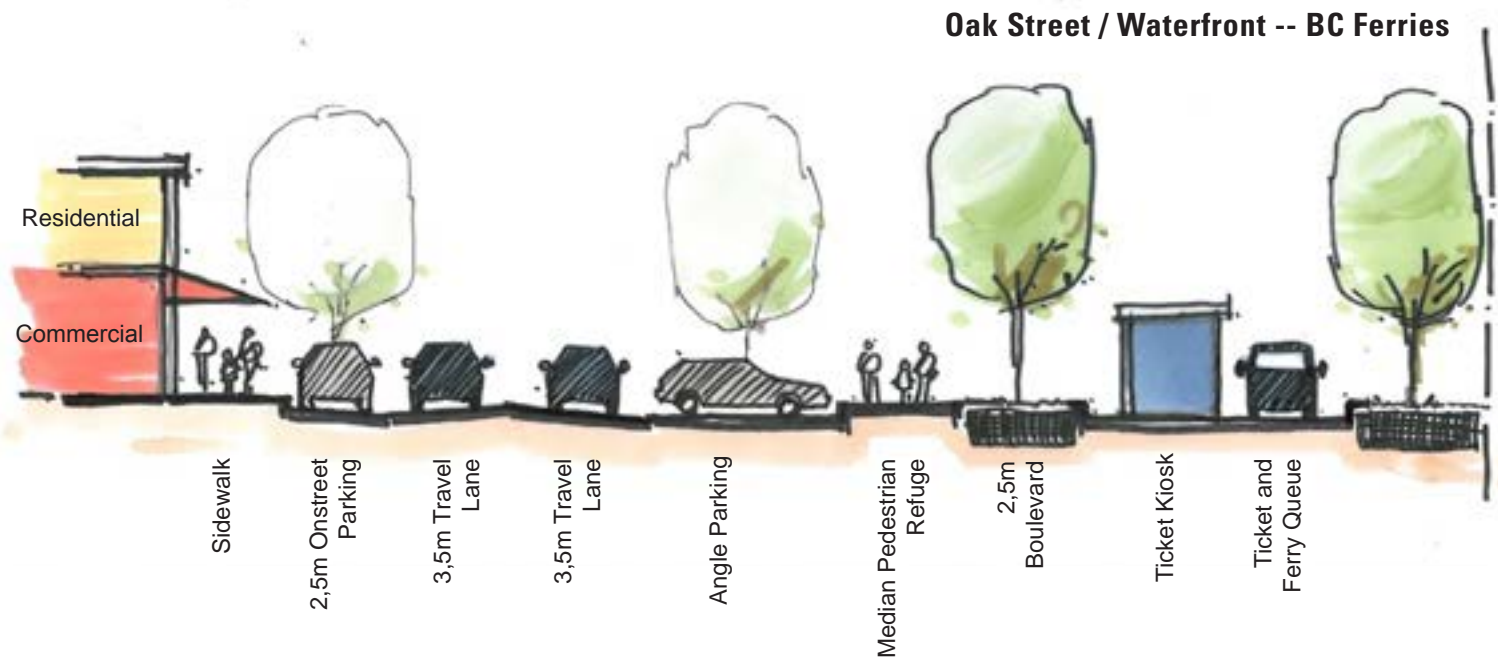 Oak Street / Waterfront -- BC Ferries
Residential
Commercial
Sidewalk
2,5m Onstreet
Parking
3,5m Travel
Lane
3,5m Travel
Lane
Angle Parking
Median Pedestrian
Refuge
2,5m
Boulevard
Ticket Kiosk
Ticket and
Ferry Queue